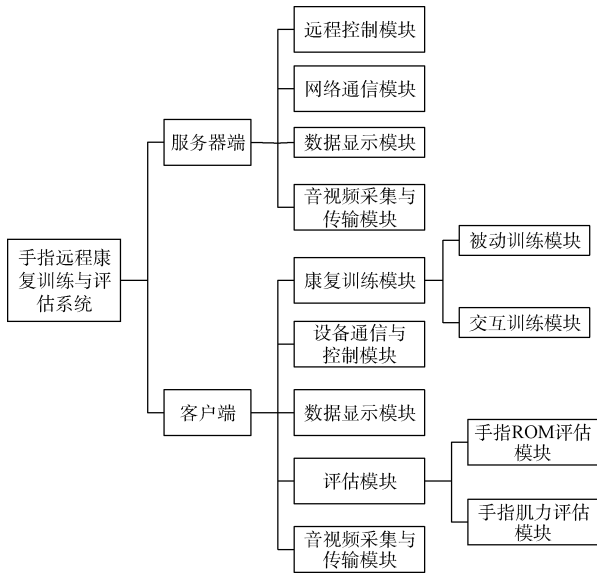 手指远程康
复训练与评
估系统
服务器端
远程控制模块
网络通信模块
数据显示模块
音视频采集与
传输模块
客户端
康复训练模块
被动训练模块
交互训练模块
设备通信与
控制模块
数据显示模块
评估模块
手指ROM评估
模块
手指肌力评估
模块
音视频采集与
传输模块